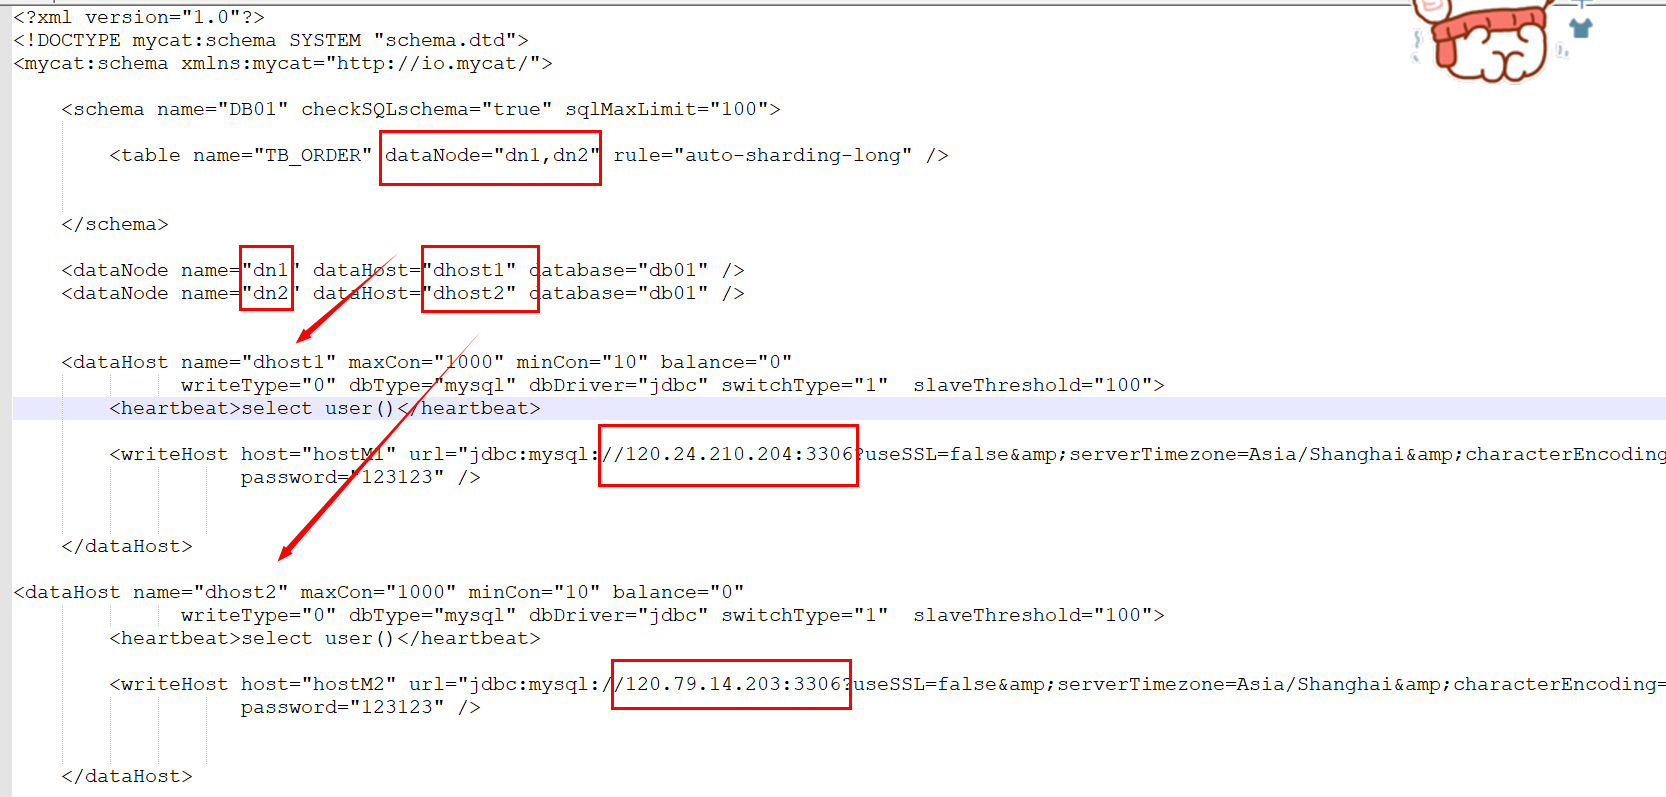 <?xml version="1.0"?>
<!DOCTYPE mycat:schema SYSTEM "schema.dtd">
<mycat:schema xmlns:mycat="http://io.mycat/">
<schema name="DB01" checkSQLschema="true" sqlMaxLimit="100">
<table name="TB_ORDER" dataNode="dn1,dn2" rule="auto-sharding-long" />
</schema>
<dataNode name="dn1" dataHost="dhost1" database="db01" />
<dataNode name="dn2" dataHost="dhost2" database="db01" />
<dataHost name="dhost1" maxCon="1000" minCon="10" balance="0"
writeType="0" dbType="mysql" dbDriver="jdbc" switchType="1"  slaveThreshold="100">
<heartbeat>select user()</heartbeat>
<writeHost host="hostM1" url="jdbc:mysql://120.24.210.204:3306?useSSL=false&amp;serverTimezone=Asia/Shanghai&amp;characterEncoding
password="123123" />
</dataHost>
<dataHost name="dhost2" maxCon="1000" minCon="10" balance="0"
writeType="0" dbType="mysql" dbDriver="jdbc" switchType="1"  slaveThreshold="100">
<heartbeat>select user()</heartbeat>
<writeHost host="hostM2" url="jdbc:mysql://120.79.14.203:3306?useSSL=false&amp;serverTimezone=Asia/Shanghai&amp;characterEncoding=
password="123123" />
</dataHost>